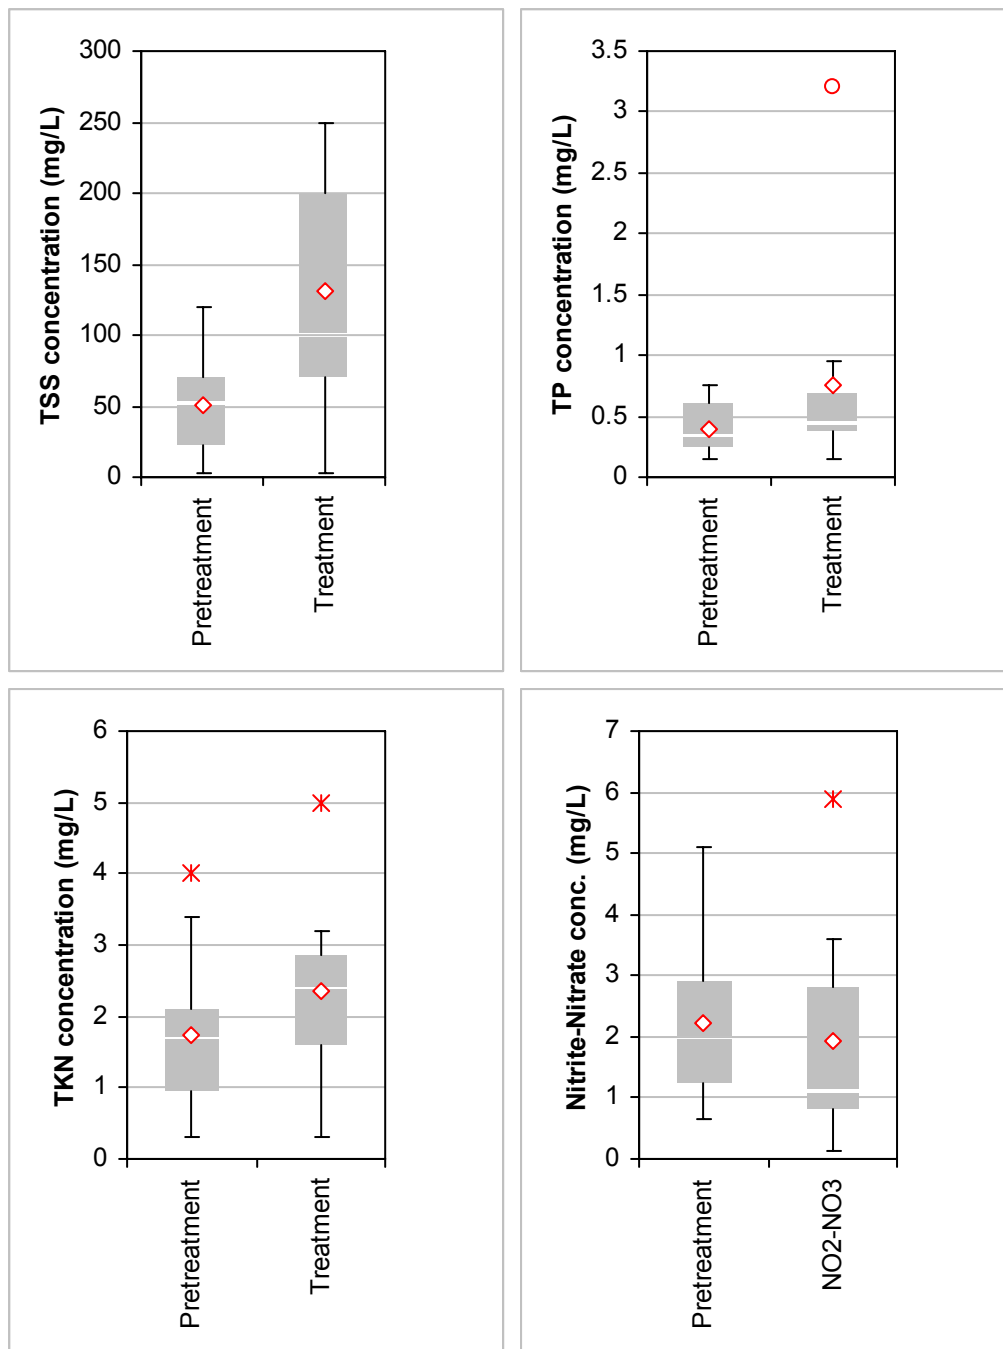 TSS concentration (mg/L)
300
250
200
150
100
50
0
Pretreatment
Treatment
TP concentration (mg/L)
3.5
3
2.5
2
1.5
1
0.5
0
Pretreatment
Treatment
TKN concentration (mg/L)
6
5
4
3
2
1
0
Pretreatment
Treatment
Nitrite-Nitrate conc. (mg/L)
7
6
5
4
3
2
1
0
Pretreatment
NO2-NO3